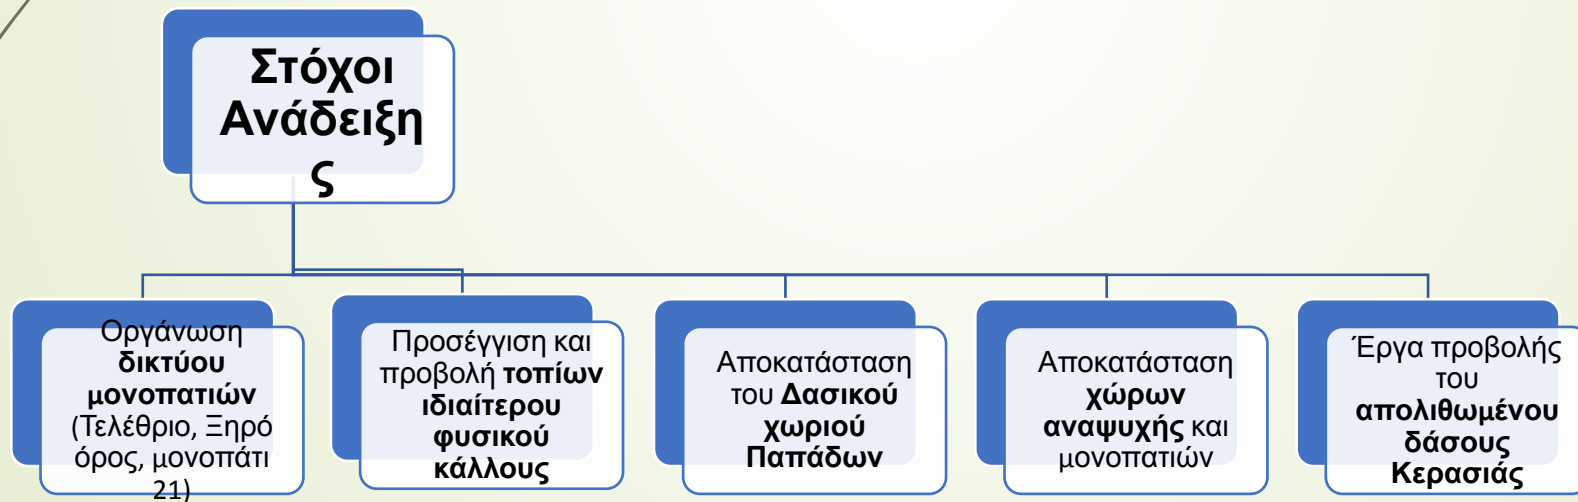 Στόχοι
Ανάδειξη
ς
Οργάνωση
δικτύου
μονοπατιών
(Τελέθριο, Ξηρό
όρος, μονοπάτι
21)
Προσέγγιση και
προβολή τοπίων
ιδιαίτερου
φυσικού
κάλλους
Αποκατάσταση
του Δασικού
χωριού
Παπάδων
Αποκατάσταση
χώρων
αναψυχής και
μονοπατιών
Έργα προβολής
του
απολιθωμένου
δάσους
Κερασιάς